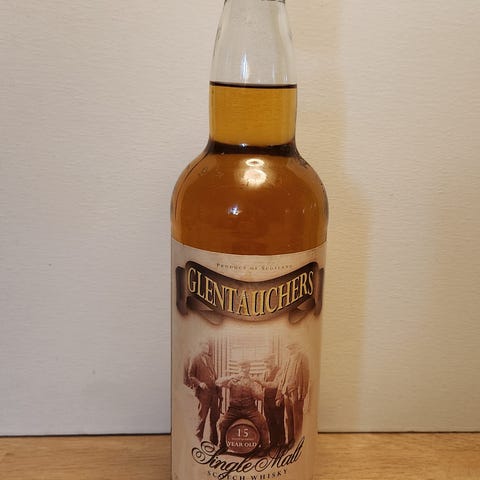 PRODUCT OF SCOTLAND
GLENTAUCHERS
15
YEAR OLD
Single Malt
SCOTCH WHISKY